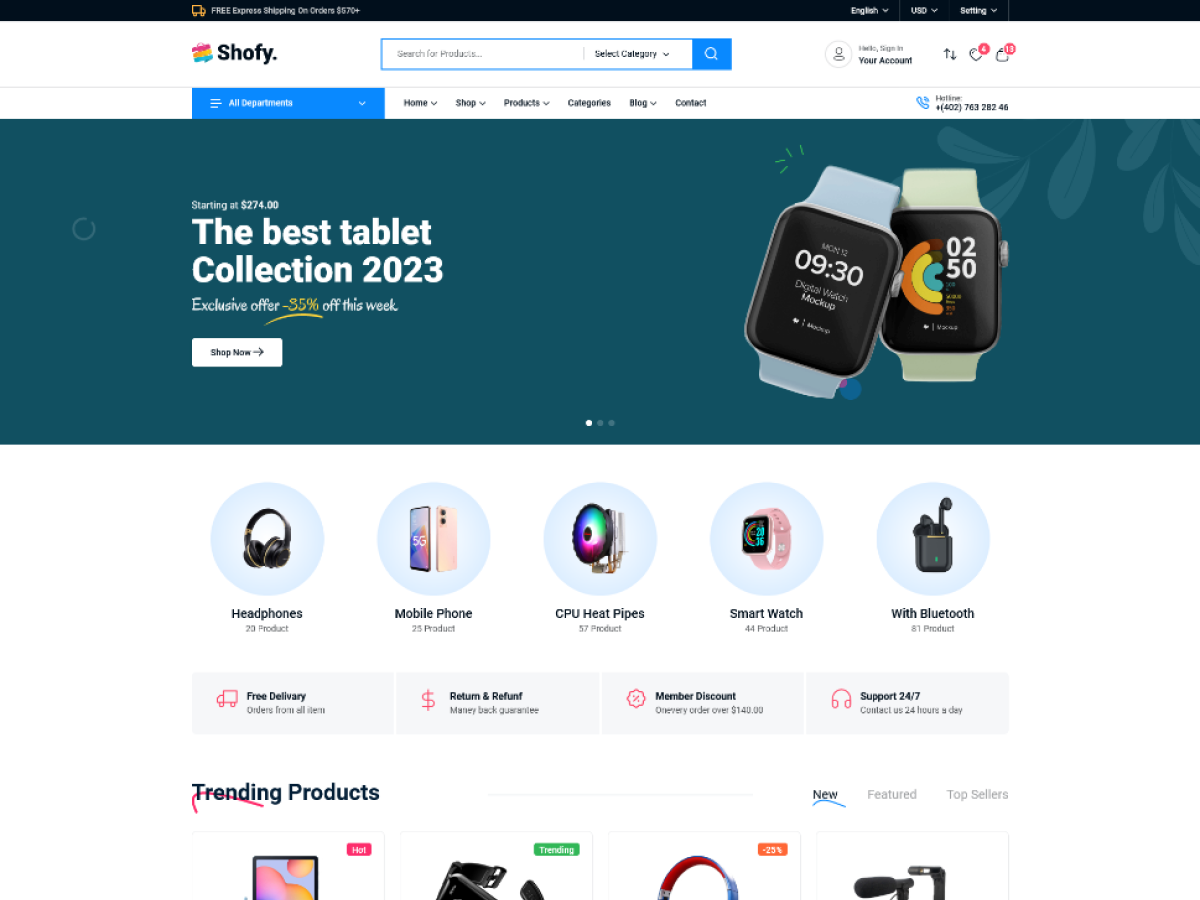 FREE Express Shipping On Orders $570+
English
USD
Setting
Shofy.
Search for Products...
Select Category
Hello, Sign In
Your Account
4
13
All Departments
Home
Shop
Products
Categories
Blog
Contact
Hotline:
+(402) 763 282 46
Starting at $274.00
The best tablet
Collection 2023
Exclusive offer -35% off this week
Shop Now
MON 12
09:30
Digital Watch
Mockup
Mockup
02
50
Mockup
5G
20
36
Headphones
20 Product
Mobile Phone
25 Product
CPU Heat Pipes
57 Product
Smart Watch
44 Product
With Bluetooth
81 Product
Free Delivary
Orders from all item
Return & Refunf
Maney back guarantee
Member Discount
Onevery order over $140.00
Support 24/7
Contact us 24 hours a day
Trending Products
New
Featured
Top Sellers
Hot
Trending
-25%